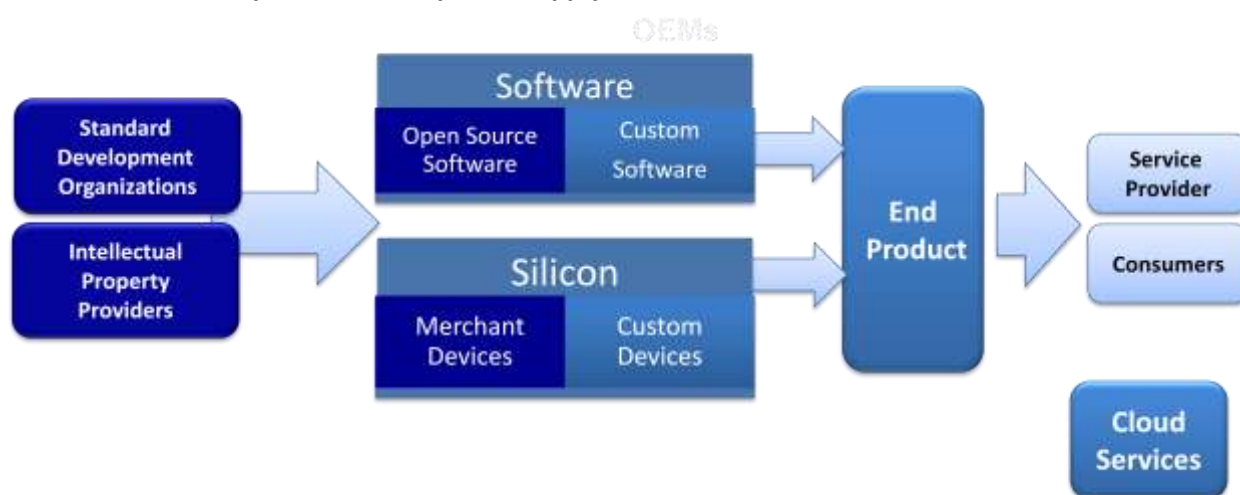 OEMs
Standard
Development
Organizations
Intellectual
Property
Providers
Software
Open Source
Software
Custom
Software
Silicon
Merchant
Devices
Custom
Devices
End
Product
Service
Provider
Consumers
Cloud
Services